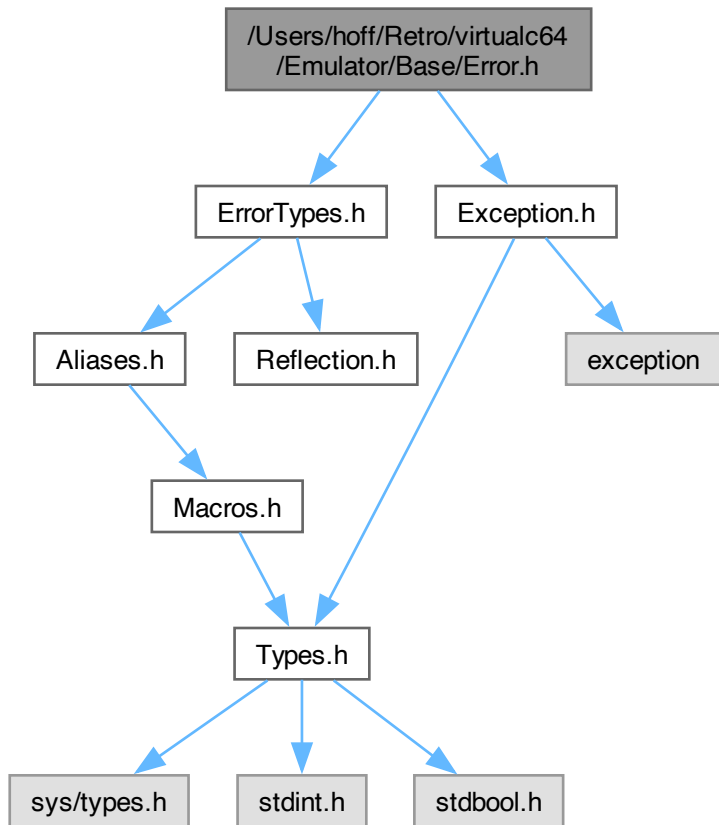 /Users/hoff/Retro/virtualc64
/Emulator/Base/Error.h
ErrorTypes.h
Exception.h
Aliases.h
Reflection.h
exception
Macros.h
Types.h
sys/types.h
stdint.h
stdbool.h